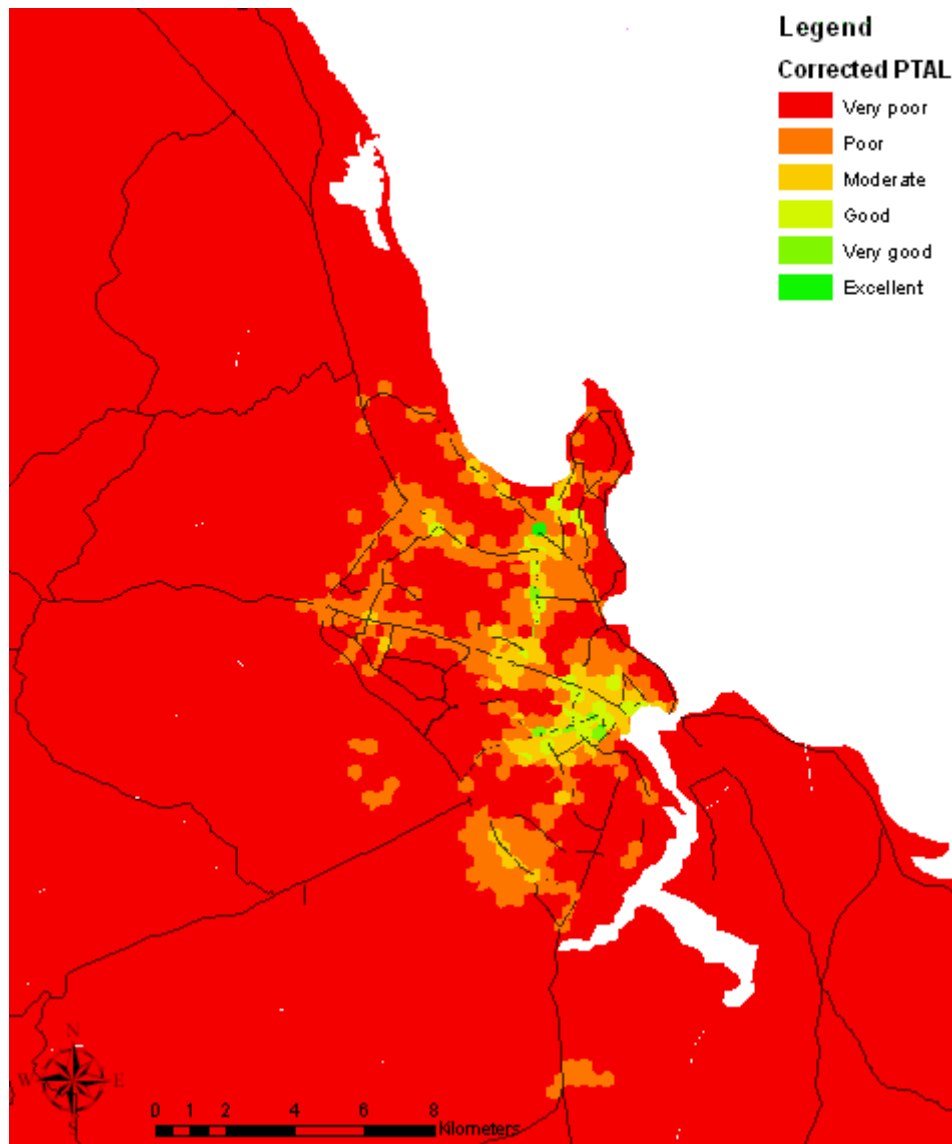 Legend
Corrected PTAL
Very poor
Poor
Moderate
Good
Very good
Excellent
N
W E
S
0 1 2 4 6 8
Kilometers